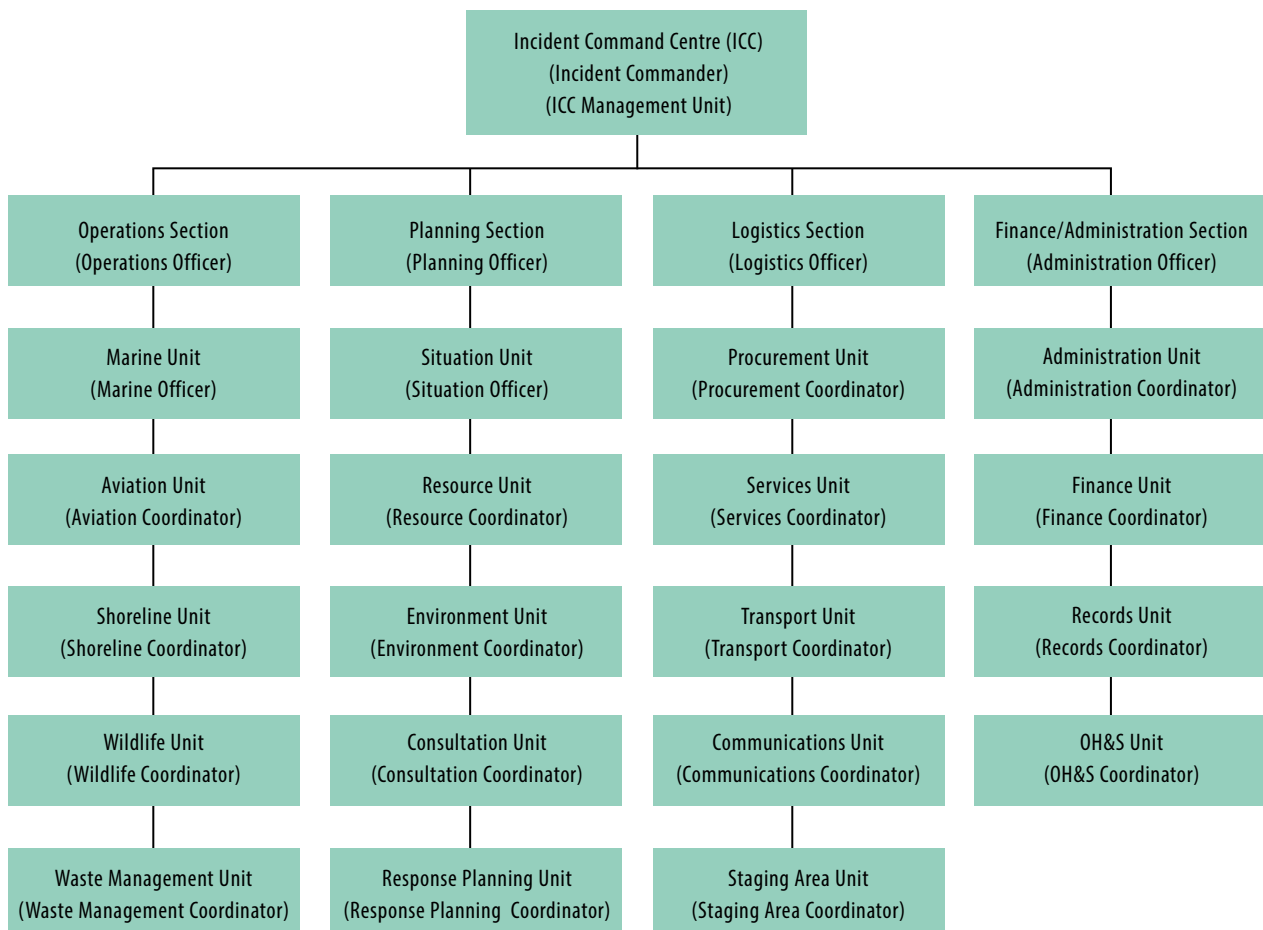 Incident Command Centre (ICC)
(Incident Commander)
(ICC Management Unit)
Operations Section
(Operations Officer)
Planning Section
(Planning Officer)
Logistics Section
(Logistics Officer)
Finance/Administration Section
(Administration Officer)
Marine Unit
(Marine Officer)
Situation Unit
(Situation Officer)
Procurement Unit
(Procurement Coordinator)
Administration Unit
(Administration Coordinator)
Aviation Unit
(Aviation Coordinator)
Resource Unit
(Resource Coordinator)
Services Unit
(Services Coordinator)
Finance Unit
(Finance Coordinator)
Shoreline Unit
(Shoreline Coordinator)
Environment Unit
(Environment Coordinator)
Transport Unit
(Transport Coordinator)
Records Unit
(Records Coordinator)
Wildlife Unit
(Wildlife Coordinator)
Consultation Unit
(Consultation Coordinator)
Communications Unit
(Communications Coordinator)
OH&S Unit
(OH&S Coordinator)
Waste Management Unit
(Waste Management Coordinator)
Response Planning Unit
(Response Planning  Coordinator)
Staging Area Unit
(Staging Area Coordinator)